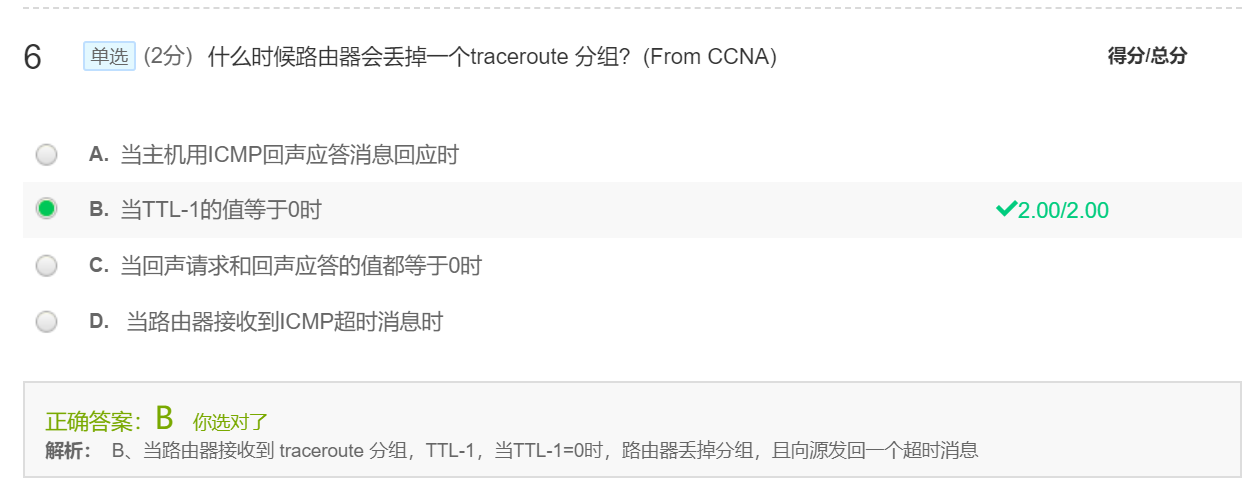 6 单选 (2分) 什么时候路由器会丢掉一个traceroute 分组？(From CCNA) 得分/总分
A. 当主机用ICMP回声应答消息回应时
B. 当TTL-1的值等于0时 2.00/2.00
C. 当回声请求和回声应答的值都等于0时
D. 当路由器接收到ICMP超时消息时
正确答案：B 你选对了
解析： B、当路由器接收到 traceroute 分组，TTL-1，当TTL-1=0时，路由器丢掉分组，且向源发回一个超时消息